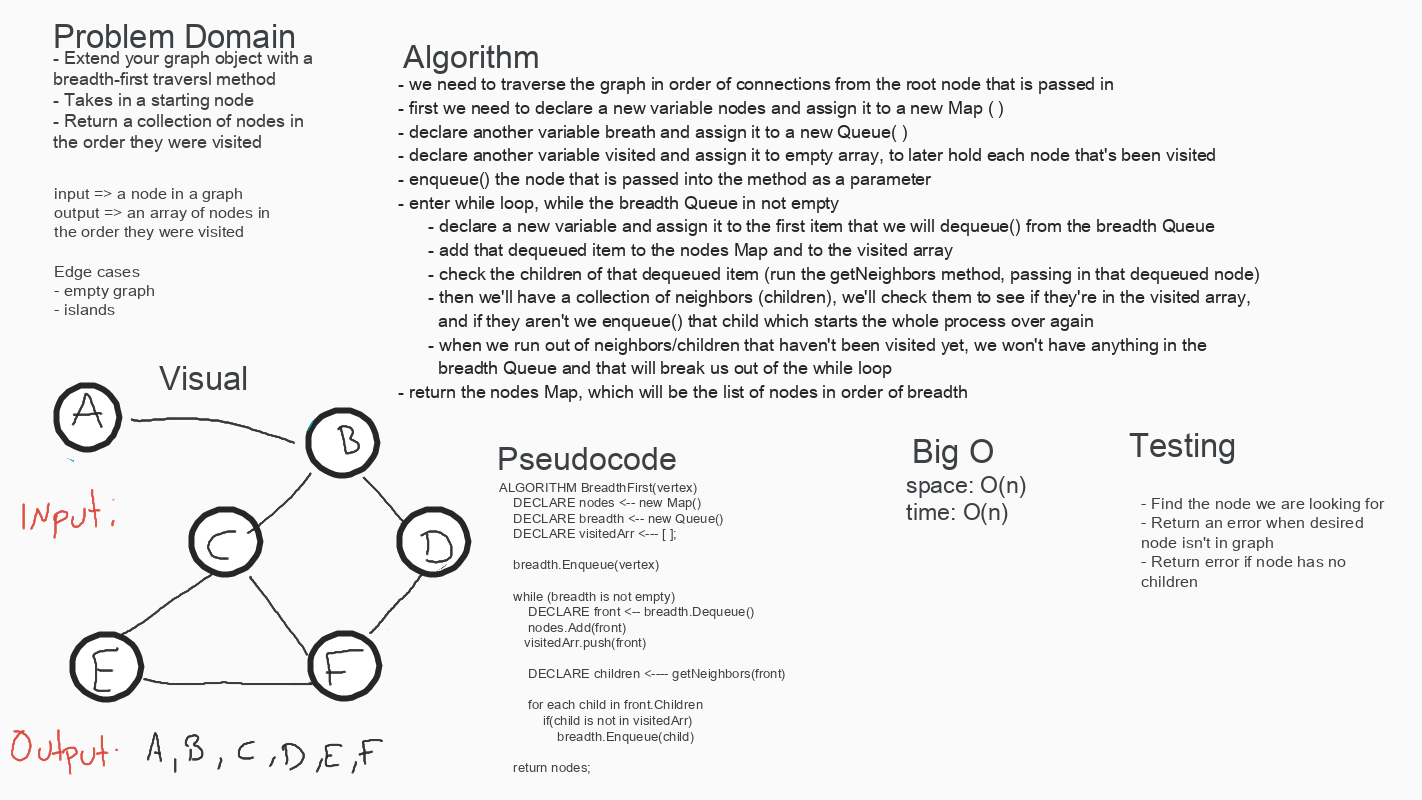 Problem Domain
- Extend your graph object with a
breadth-first traversl method
- Takes in a starting node
- Return a collection of nodes in
the order they were visited
input => a node in a graph
output => an array of nodes in
the order they were visited
Edge cases
- empty graph
- islands
Algorithm
- we need to traverse the graph in order of connections from the root node that is passed in
- first we need to declare a new variable nodes and assign it to a new Map ( )
- declare another variable breath and assign it to a new Queue( )
- declare another variable visited and assign it to empty array, to later hold each node that's been visited
- enqueue() the node that is passed into the method as a parameter
- enter while loop, while the breadth Queue in not empty
- declare a new variable and assign it to the first item that we will dequeue() from the breadth Queue
- add that dequeued item to the nodes Map and to the visited array
- check the children of that dequeued item (run the getNeighbors method, passing in that dequeued node)
- then we'll have a collection of neighbors (children), we'll check them to see if they're in the visited array,
and if they aren't we enqueue() that child which starts the whole process over again
- when we run out of neighbors/children that haven't been visited yet, we won't have anything in the
breadth Queue and that will break us out of the while loop
- return the nodes Map, which will be the list of nodes in order of breadth
Visual
A
B
C
D
E
F
Input:
Output:
A, B, C, D, E, F
Pseudocode
ALGORITHM BreadthFirst(vertex)
DECLARE nodes <-- new Map()
DECLARE breadth <-- new Queue()
DECLARE visitedArr <--- [ ];
breadth.Enqueue(vertex)
while (breadth is not empty)
DECLARE front <-- breadth.Dequeue()
nodes.Add(front)
visitedArr.push(front)
DECLARE children <---- getNeighbors(front)
for each child in front.Children
if(child is not in visitedArr)
breadth.Enqueue(child)
return nodes;
Big O
space: O(n)
time: O(n)
Testing
- Find the node we are looking for
- Return an error when desired
node isn't in graph
- Return error if node has no
children